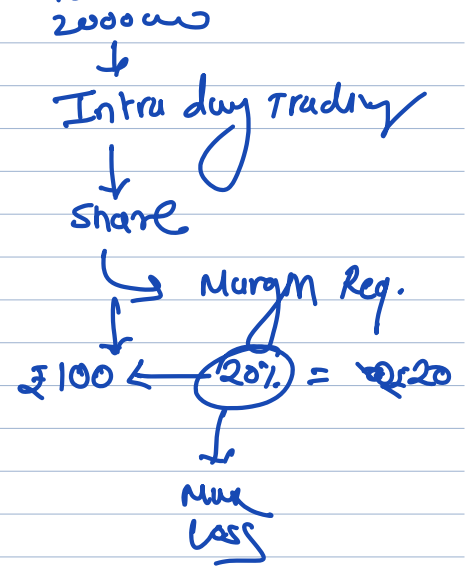 Intra day Trading
Share
Margin Req.
₹100 ← 20% = 20
Max
Loss